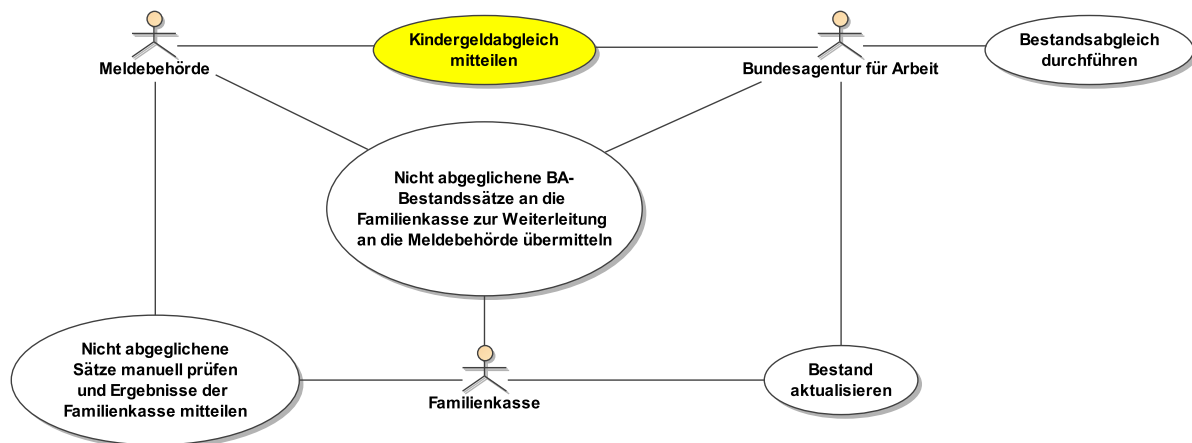 Kindergeldabgleich
mitteilen
Bestandsabgleich
durchführen
Meldebehörde
Bundesagentur für Arbeit
Nicht abgeglichene BA-
Bestandssätze an die
Familienkasse zur Weiterleitung
an die Meldebehörde übermitteln
Nicht abgeglichene
Sätze manuell prüfen
und Ergebnisse der
Familienkasse mitteilen
Familienkasse
Bestand
aktualisieren